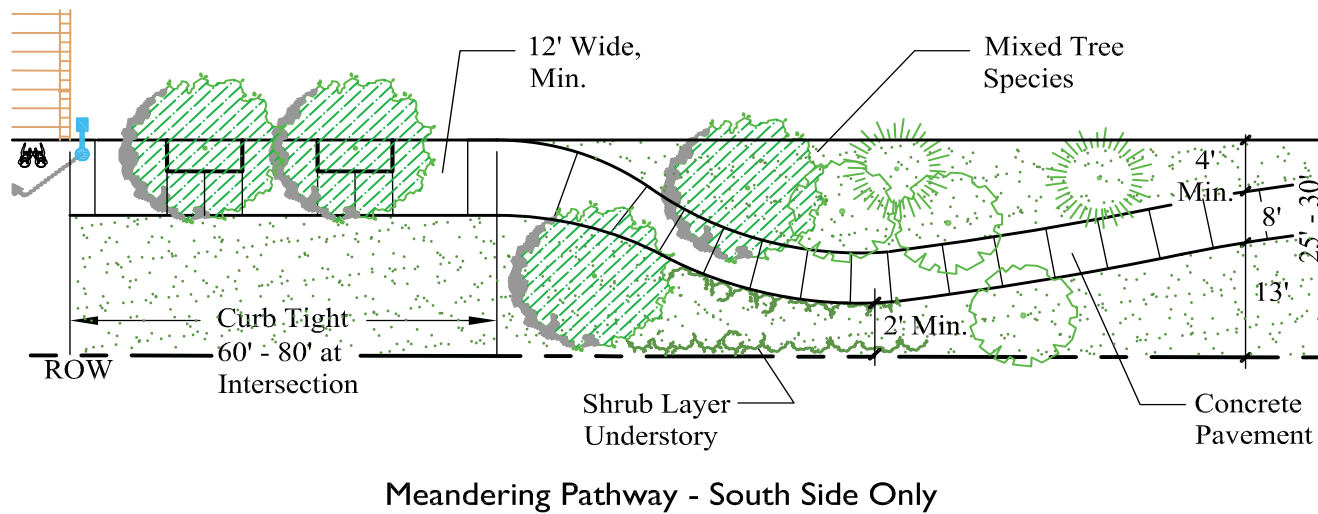 12' Wide,
Min.
Mixed Tree
Species
4'
Min.
8'
25' - 30'
13'
Curb Tight
60' - 80' at
Intersection
ROW
2' Min.
Shrub Layer
Understory
Concrete
Pavement
Meandering Pathway - South Side Only